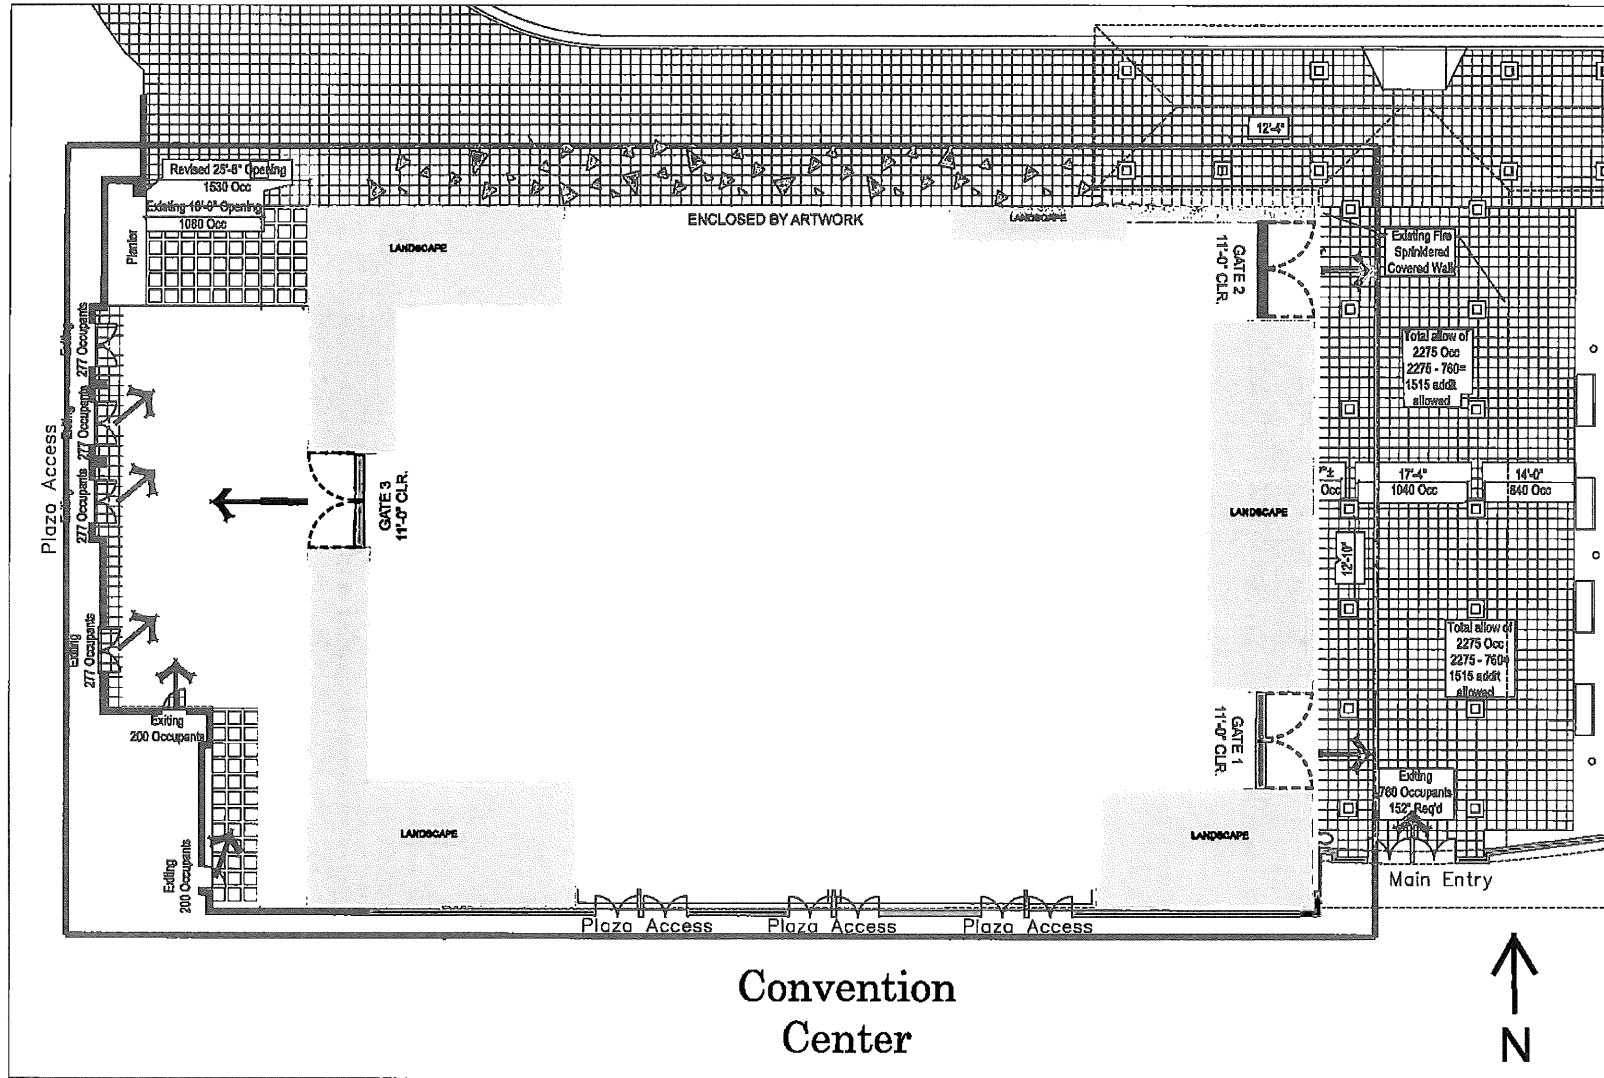 12'-4"
Revised 25'-6" Opening
1530 Occ
Existing 18'-0" Opening
1080 Occ
Planter
ENCLOSED BY ARTWORK
LANDSCAPE
LANDSCAPE
GATE 2
11'-0" CLR.
Existing Fire
Sprinklered
Covered Walk
Exiting
277 Occupants
Exiting
277 Occupants
Exiting
277 Occupants
Plaza Access
Total allow of
2275 Occ
2275 - 760=
1515 addit
allowed
GATE 3
11'-0" CLR.
LANDSCAPE
Occ
17'-4"
1040 Occ
14'-0"
840 Occ
12'-10"
Exiting
277 Occupants
Total allow of
2275 Occ
2275 - 760=
1515 addit
allowed
Exiting
200 Occupants
GATE 1
11'-0" CLR.
Exiting
760 Occupants
152" Req'd
LANDSCAPE
LANDSCAPE
Exiting
200 Occupants
Main Entry
Plaza Access
Plaza Access
Plaza Access
Convention
Center
N